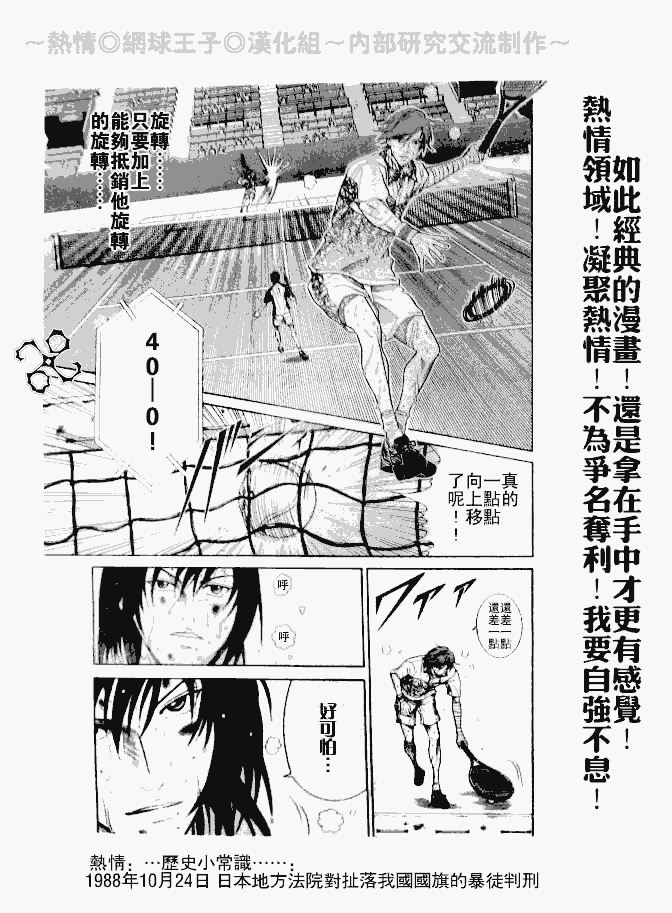 ～熱情◎網球王子◎漢化組～內部研究交流制作～
如此經典的漫畫！還是拿在手中才更有感覺！
熱情領域！凝聚熱情！不為爭名奪利！我要自強不息！
旋轉……
只要加上
能夠抵銷他旋轉
的旋轉……
40—0！
真的
一點點
向上移
了呢！！
還差一點
還差一點
ファァ
呼
呼
好可怕…
熱情：…歷史小常識……：
1988年10月24日 日本地方法院對扯落我國國旗的暴徒判刑